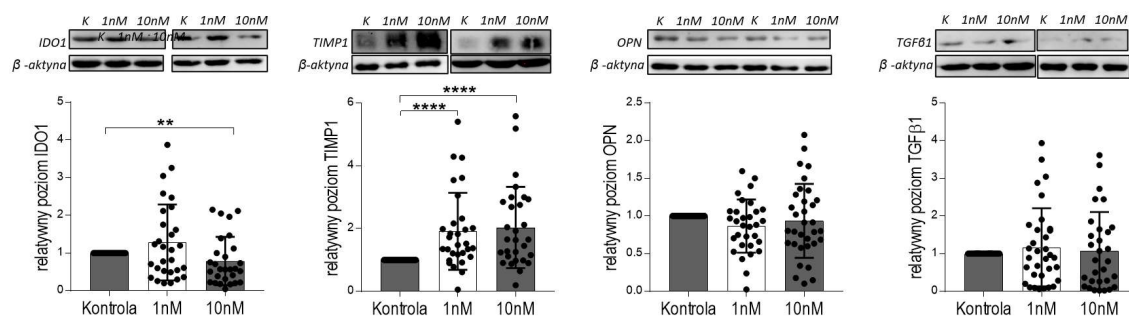 K 1nM 10nM K 1nM 10nM
IDO1
K 1nM 10nM
β -aktyna
relatywny poziom IDO1
5
4
3
2
1
0
**
Kontrola 1nM 10nM
K 1nM 10nM K 1nM 10nM
TIMP1
β-aktyna
relatywny poziom TIMP1
6
4
2
0
****
****
Kontrola 1nM 10nM
K 1nM 10nM K 1nM 10nM
OPN
β -aktyna
relatywny poziom OPN
2.5
2.0
1.5
1.0
0.5
0.0
Kontrola 1nM 10nM
K 1nM 10nM K 1nM 10nM
TGFβ1
β -aktyna
relatywny poziom TGFβ1
5
4
3
2
1
0
Kontrola 1nM 10nM